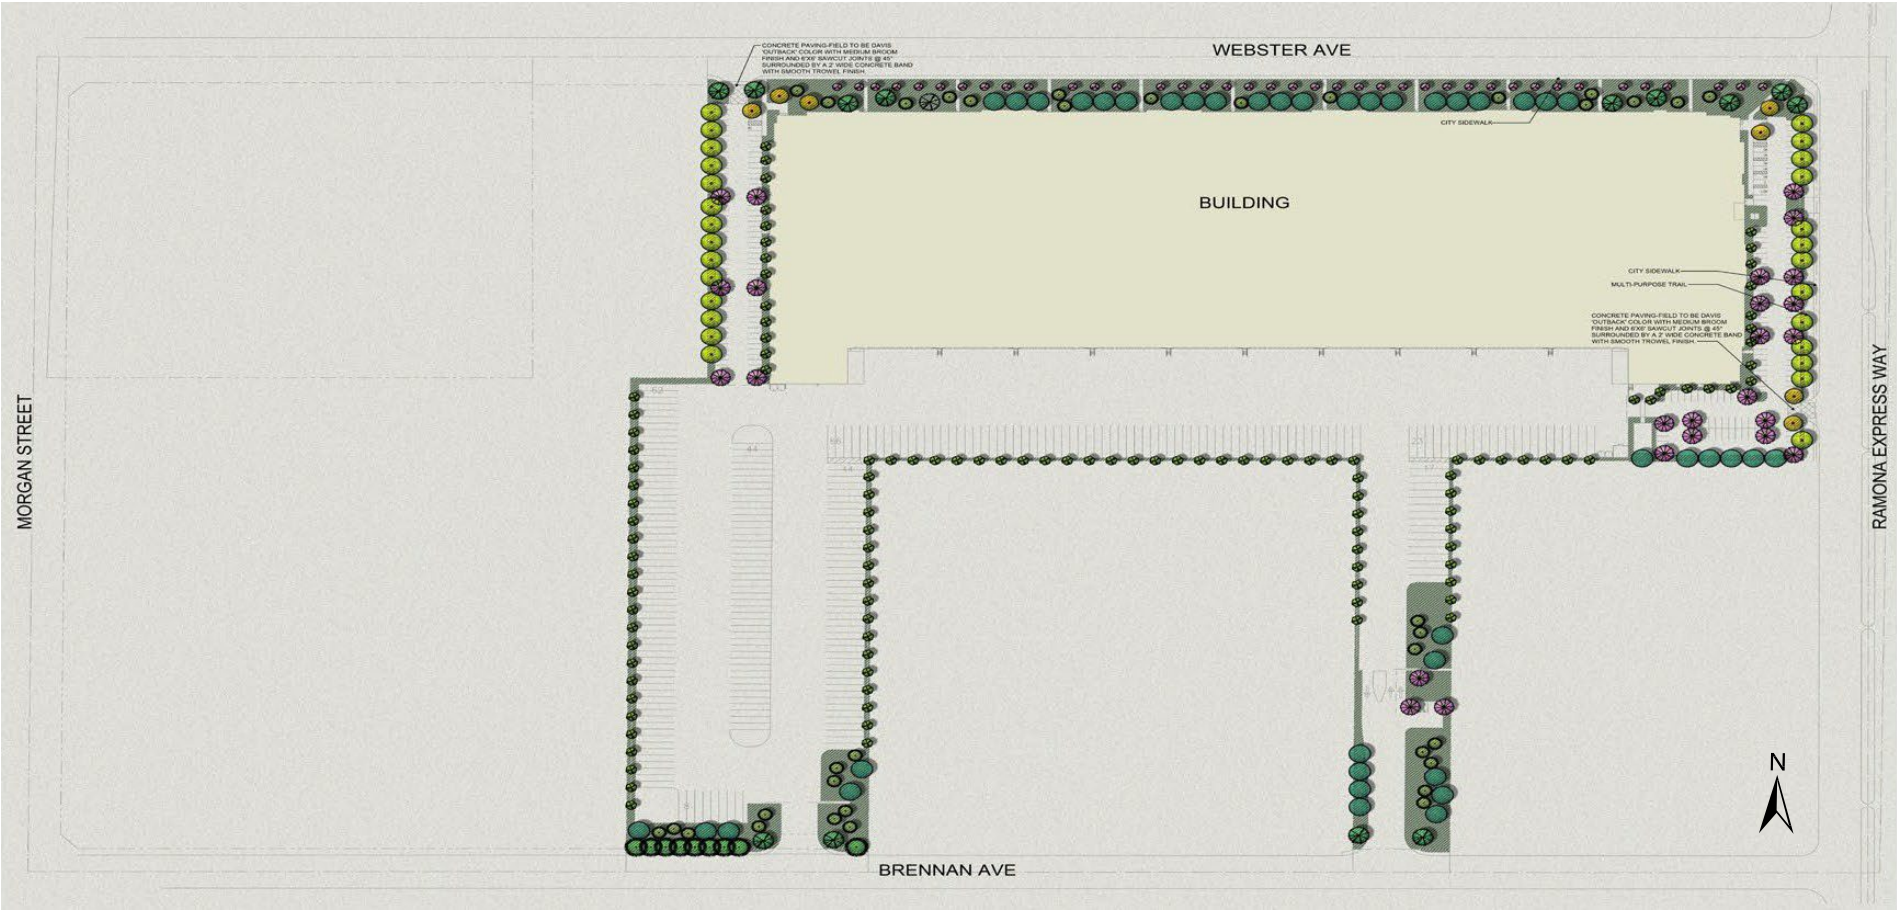 CONCRETE PAVING-FIELD TO BE DAVIS
'OUTBACK' COLOR WITH MEDIUM BROOM
FINISH AND 6'X6' SAWCUT JOINTS @ 45°
SURROUNDED BY A 2' WIDE CONCRETE BAND
WITH SMOOTH TROWEL FINISH.
WEBSTER AVE
CITY SIDEWALK
BUILDING
CITY SIDEWALK
MULTI-PURPOSE TRAIL
CONCRETE PAVING-FIELD TO BE DAVIS
'OUTBACK' COLOR WITH MEDIUM BROOM
FINISH AND 6'X6' SAWCUT JOINTS @ 45°
SURROUNDED BY A 2' WIDE CONCRETE BAND
WITH SMOOTH TROWEL FINISH.
MORGAN STREET
RAMONA EXPRESS WAY
44
N
BRENNAN AVE